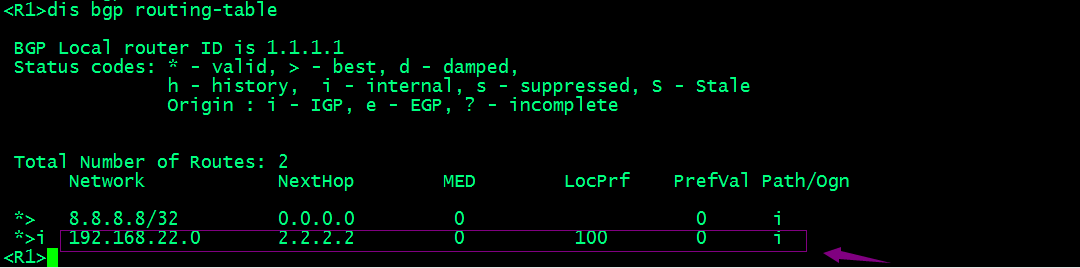 <R1>dis bgp routing-table
BGP Local router ID is 1.1.1.1
Status codes: * - valid, > - best, d - damped,
h - history,  i - internal, s - suppressed, S - Stale
Origin : i - IGP, e - EGP, ? - incomplete
Total Number of Routes: 2
Network            NextHop        MED        LocPrf    PrefVal Path/Ogn
*>   8.8.8.8/32         0.0.0.0         0                     0      i
*>i  192.168.22.0       2.2.2.2         0          100        0      i
<R1>